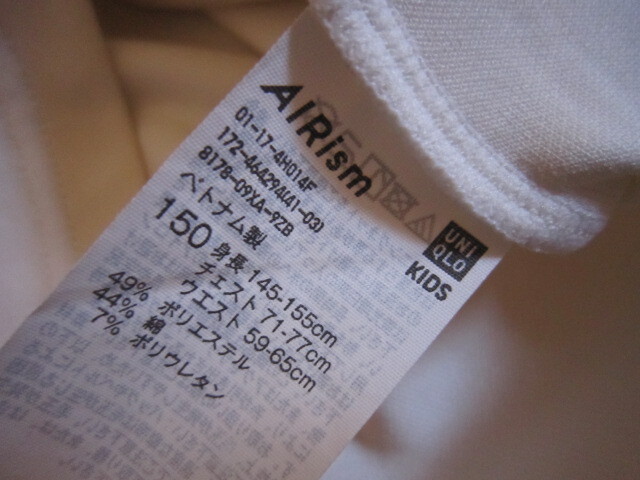 AIRism
01-17-4H014F
172-464294(41-03)
8178-09XA-9ZB
ベトナム製
UNI
QLO
KIDS
150 身長 145-155cm
チェスト 71-77cm
ウエスト 59-65cm
49% ポリエステル
44% 綿
7% ポリウレタン